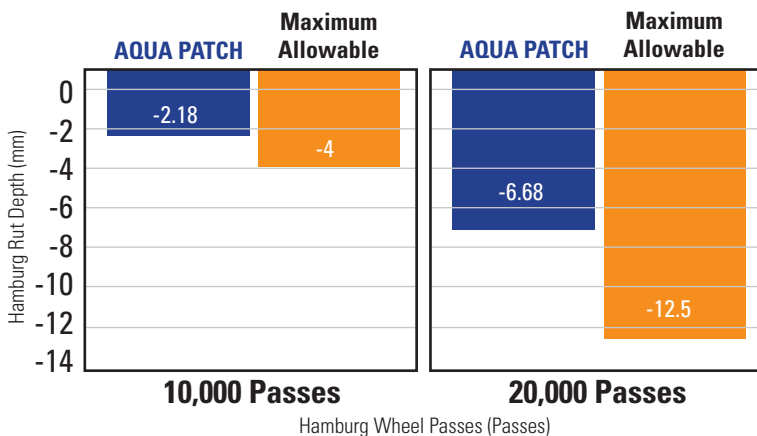 AQUA PATCH
Maximum
Allowable
AQUA PATCH
Maximum
Allowable
Hamburg Rut Depth (mm)
0
-2
-4
-6
-8
-10
-12
-14
-2.18
-4
-6.68
-12.5
10,000 Passes
20,000 Passes
Hamburg Wheel Passes (Passes)